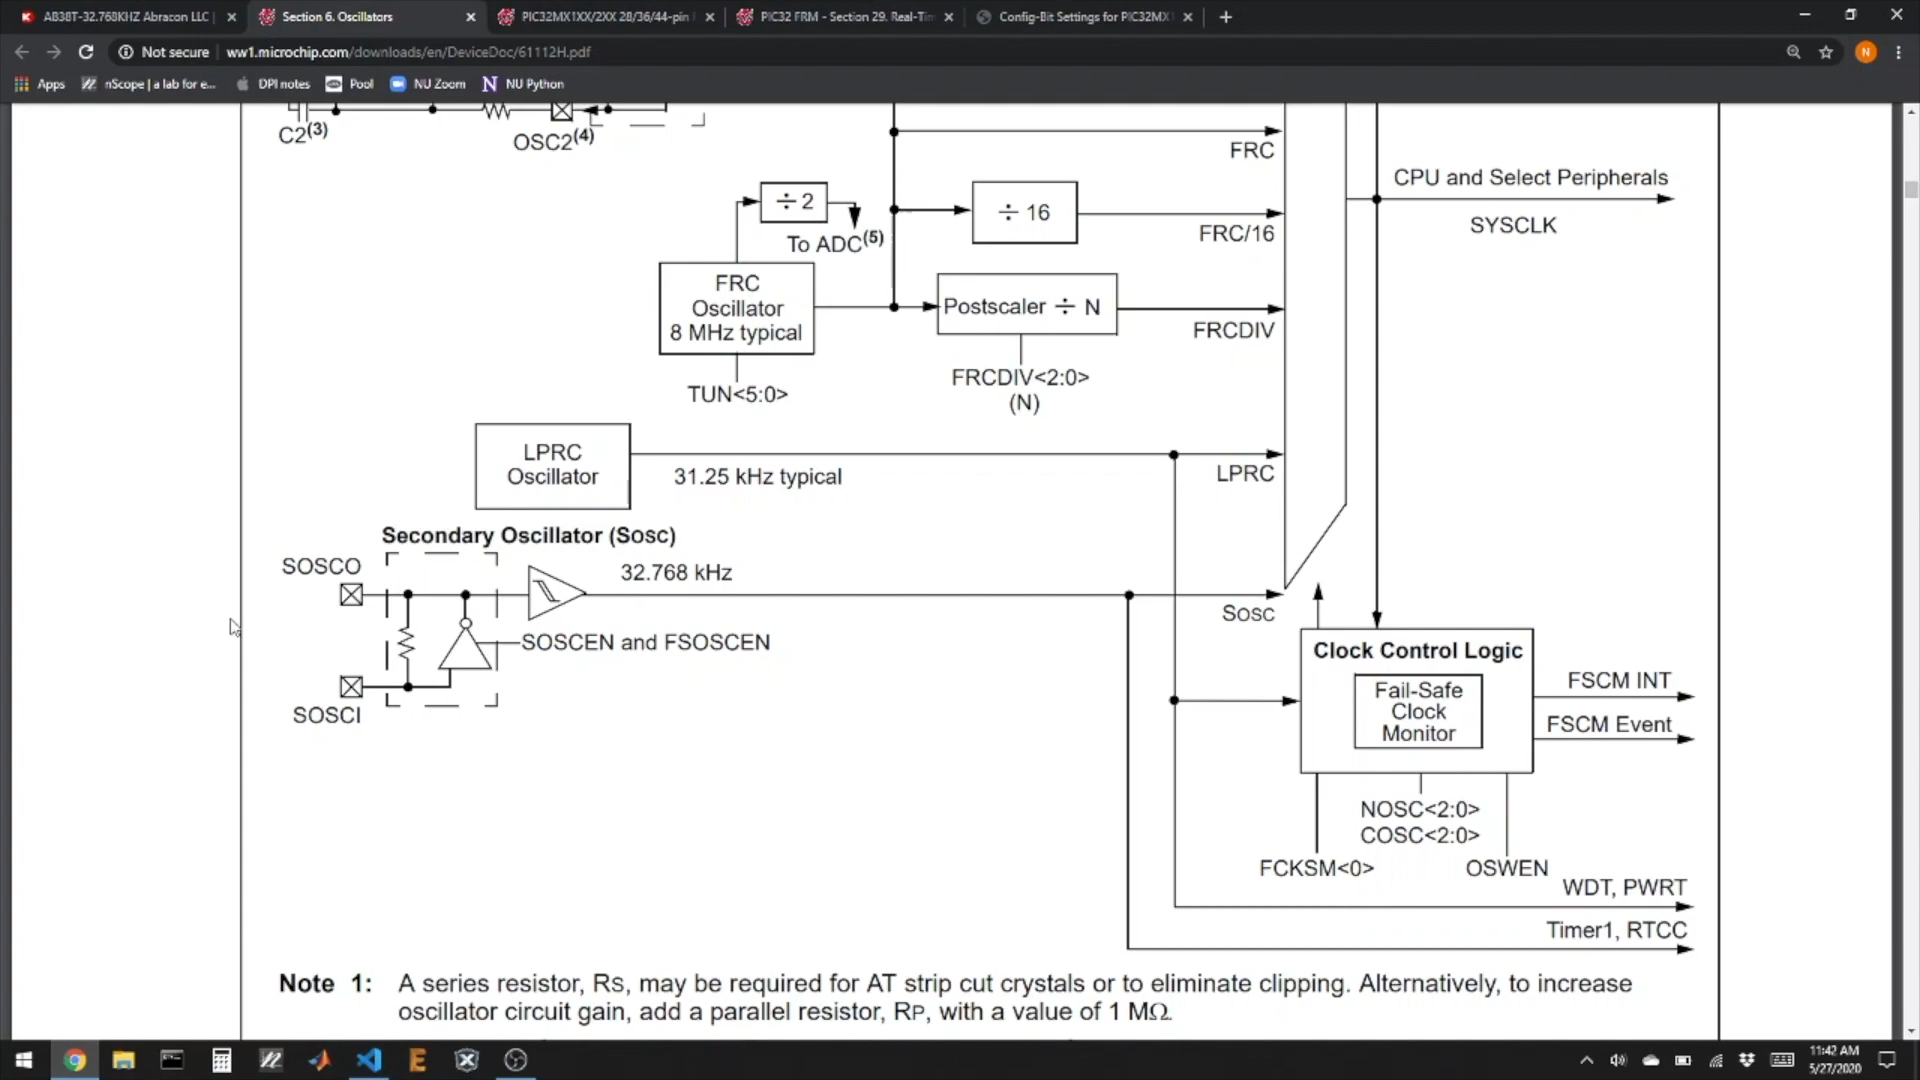 AB38T-32.768KHZ Abracon LLC |
Section 6. Oscillators
PIC32MX1XX/2XX 28/36/44-pin
PIC32 FRM - Section 29. Real-Tim
Config-Bit Settings for PIC32MX
Not secure | ww1.microchip.com/downloads/en/DeviceDoc/61112H.pdf
N
Apps
nScope | a lab for e...
DPI notes
Pool
NU Zoom
NU Python
C2(3)
OSC2(4)
FRC
CPU and Select Peripherals
SYSCLK
÷ 2
÷ 16
To ADC(5)
FRC/16
FRC
Oscillator
8 MHz typical
Postscaler ÷ N
FRCDIV
TUN<5:0>
FRCDIV<2:0>
(N)
LPRC
Oscillator
31.25 kHz typical
LPRC
Secondary Oscillator (SOSC)
SOSCO
32.768 kHz
SOSC
SOSCEN and FSOSCEN
SOSCI
Clock Control Logic
Fail-Safe
Clock
Monitor
FSCM INT
FSCM Event
NOSC<2:0>
COSC<2:0>
FCKSM<0>
OSWEN
WDT, PWRT
Timer1, RTCC
Note 1: A series resistor, RS, may be required for AT strip cut crystals or to eliminate clipping. Alternatively, to increase
oscillator circuit gain, add a parallel resistor, RP, with a value of 1 MΩ.
11:42 AM
5/27/2020